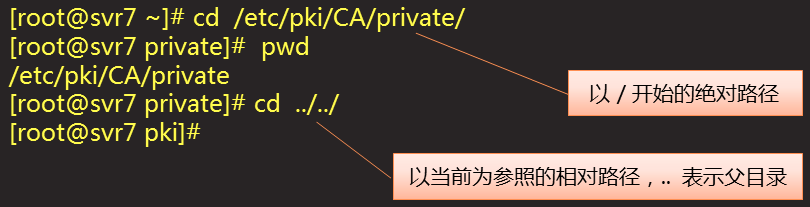 [root@svr7 ~]# cd  /etc/pki/CA/private/
[root@svr7 private]#  pwd
/etc/pki/CA/private
以 / 开始的绝对路径
[root@svr7 private]# cd  ../../
[root@svr7 pki]#
以当前为参照的相对路径，..  表示父目录